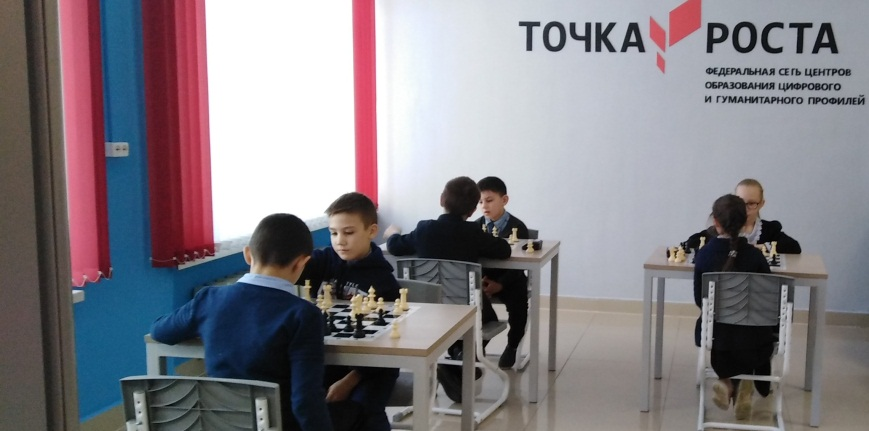 ТОЧКА РОСТА
ФЕДЕРАЛЬНАЯ СЕТЬ ЦЕНТРОВ
ОБРАЗОВАНИЯ ЦИФРОВОГО
И ГУМАНИТАРНОГО ПРОФИЛЕЙ